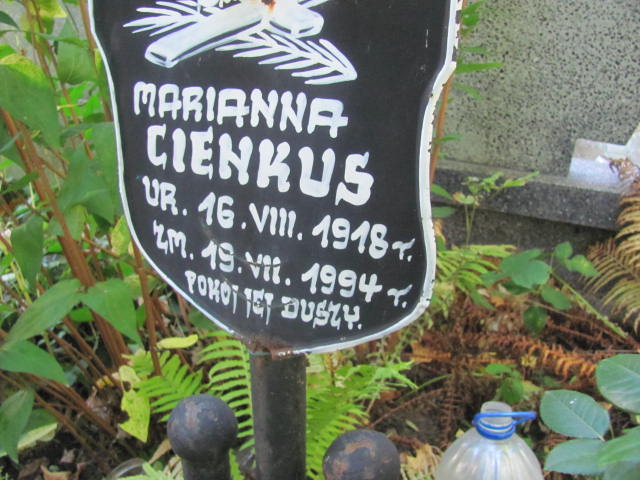 MARIANNA
CIENKUS
UR. 16.VIII.1918 r.
ZM. 19.VII.1994 r.
POKÓJ JEJ DUSZY.